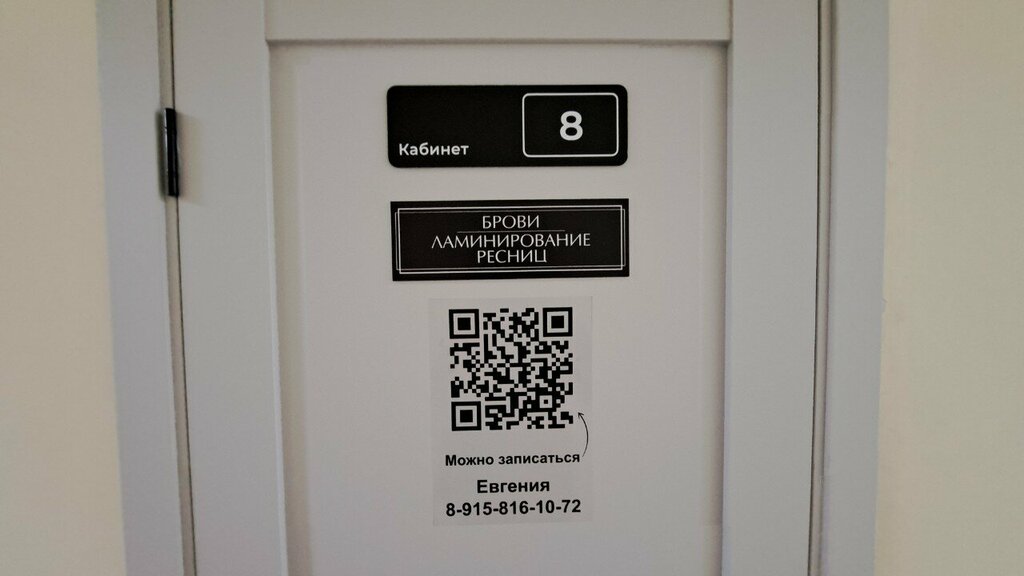 Кабинет
8
БРОВИ
ЛАМИНИРОВАНИЕ
РЕСНИЦ
Можно записаться
Евгения
8-915-816-10-72